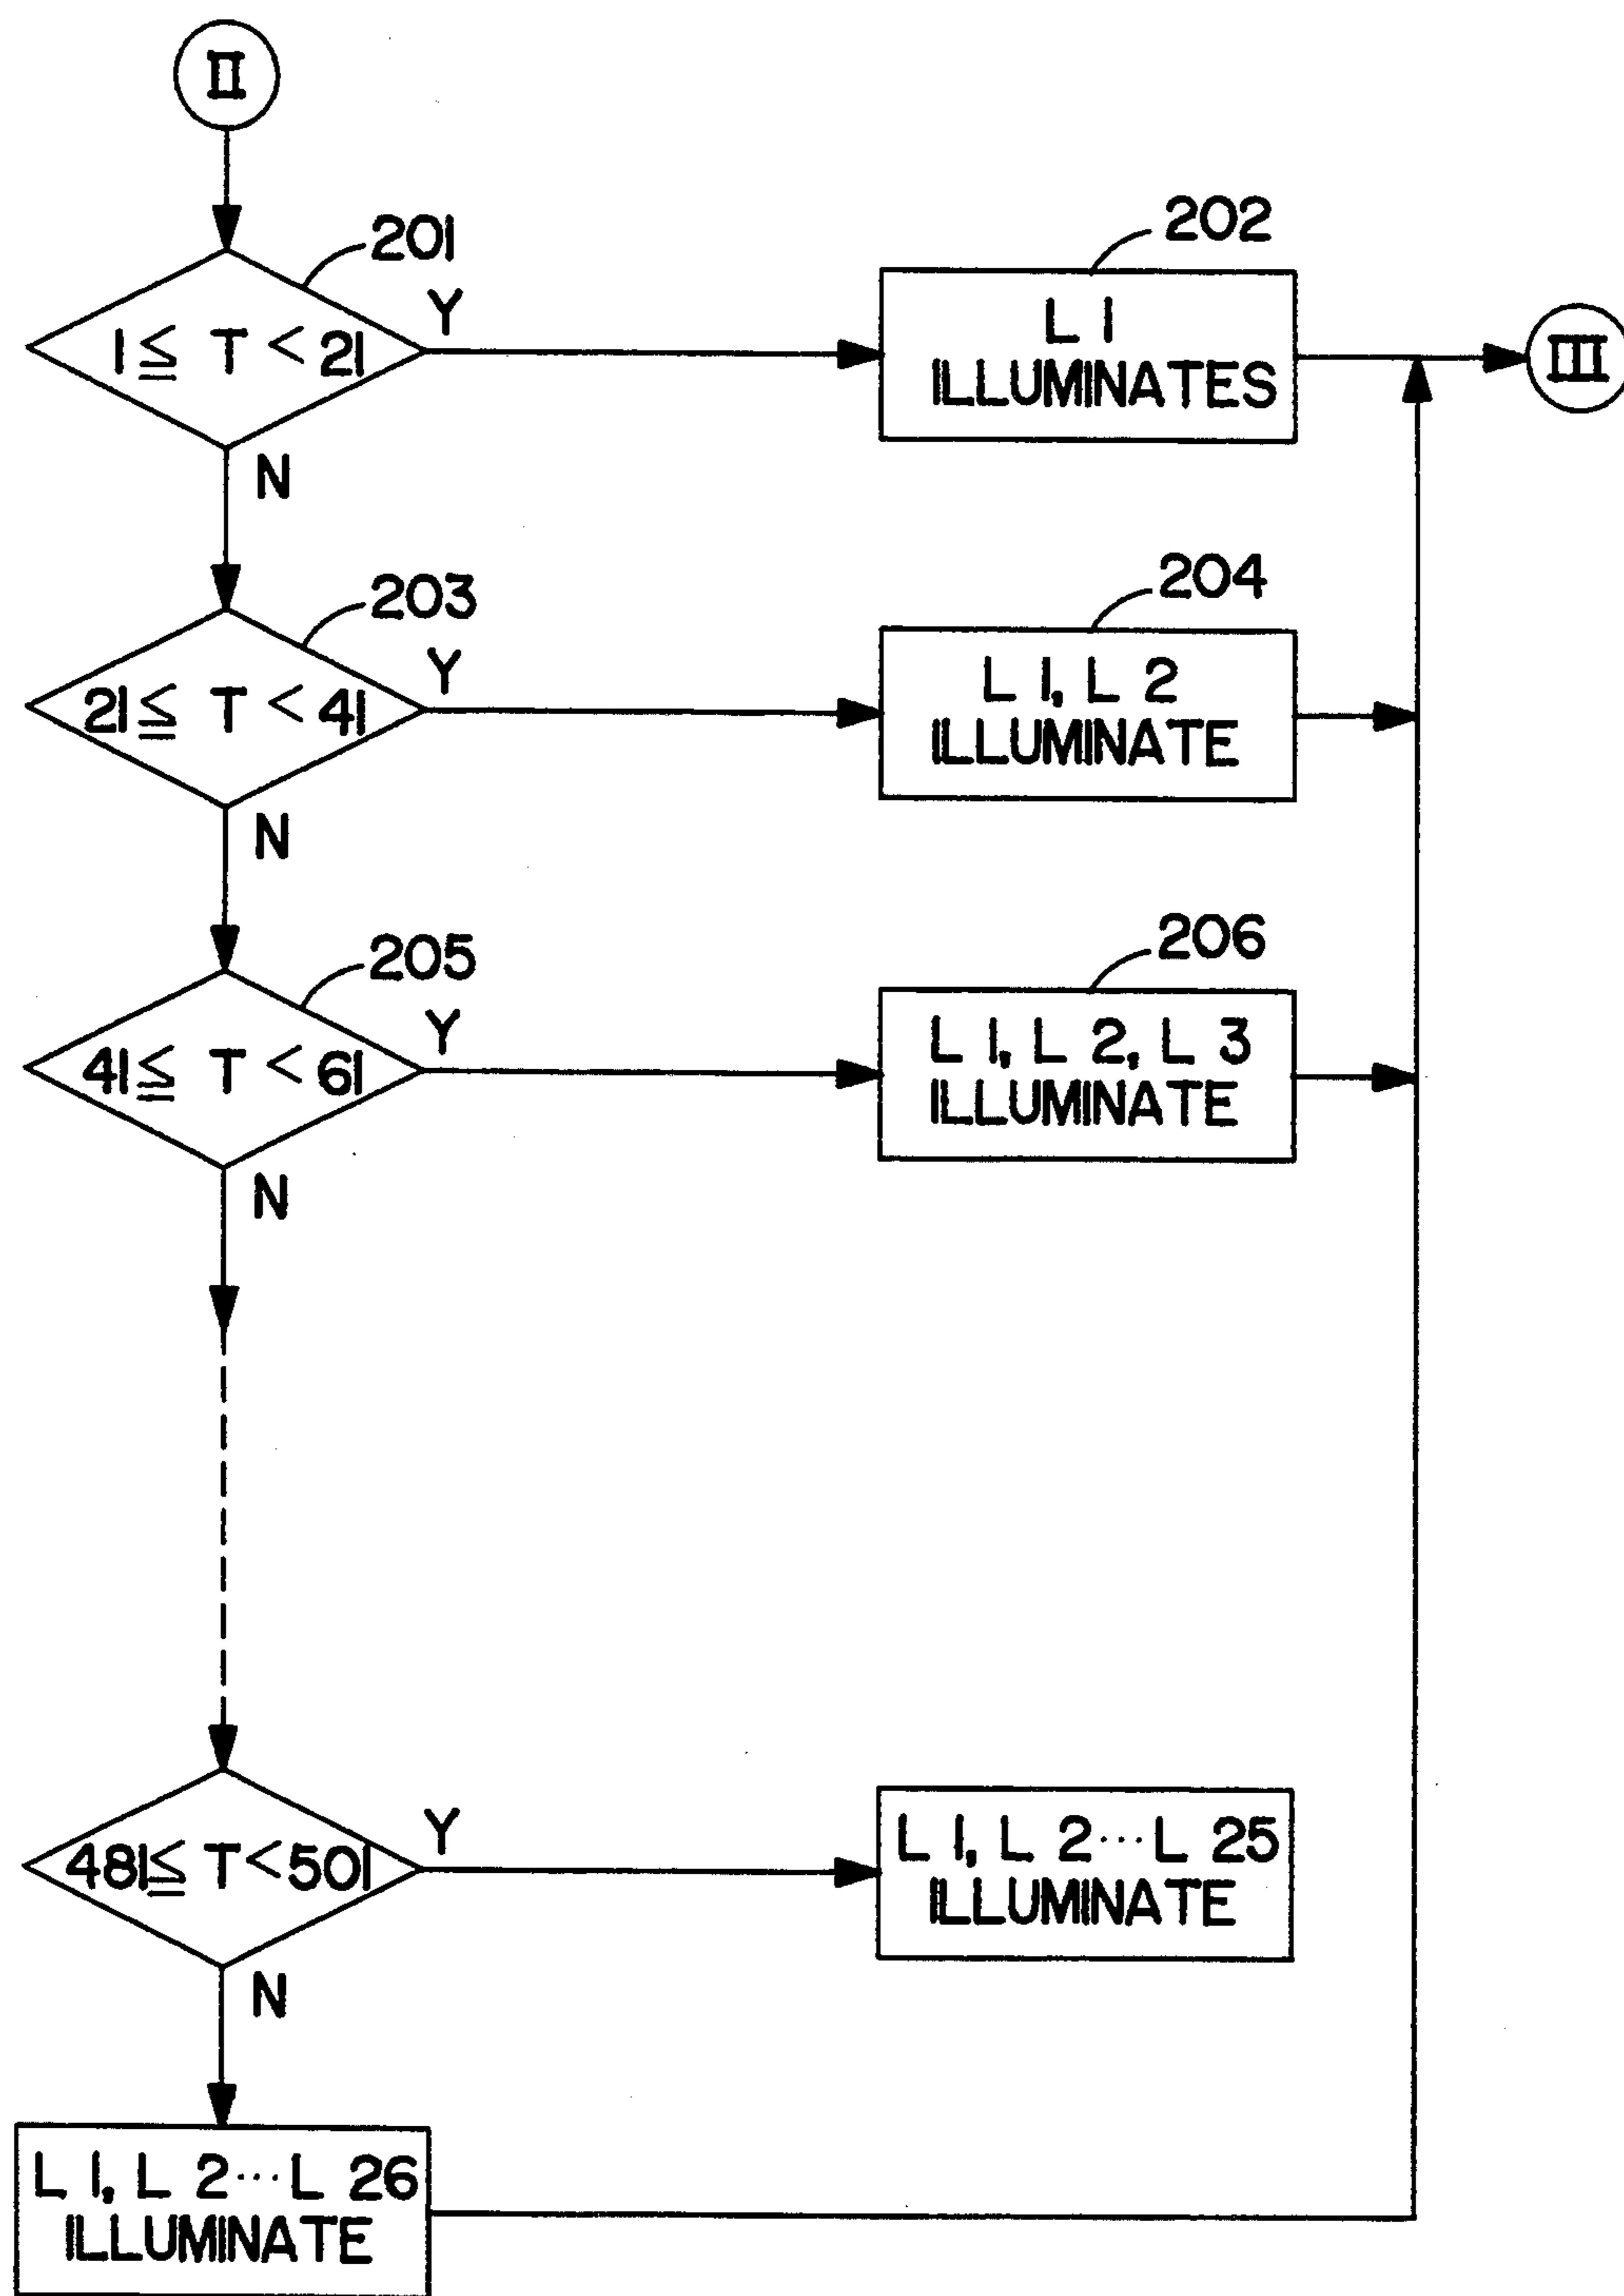 II
201
202
1 ≦ T < 21
Y
L 1
ILLUMINATES
III
N
203
204
21 ≦ T < 41
Y
L 1, L 2
ILLUMINATE
N
205
206
41 ≦ T < 61
Y
L 1, L 2, L 3
ILLUMINATE
N
481 ≦ T < 501
Y
L 1, L 2 ··· L 25
ILLUMINATE
N
L 1, L 2 ··· L 26
ILLUMINATE